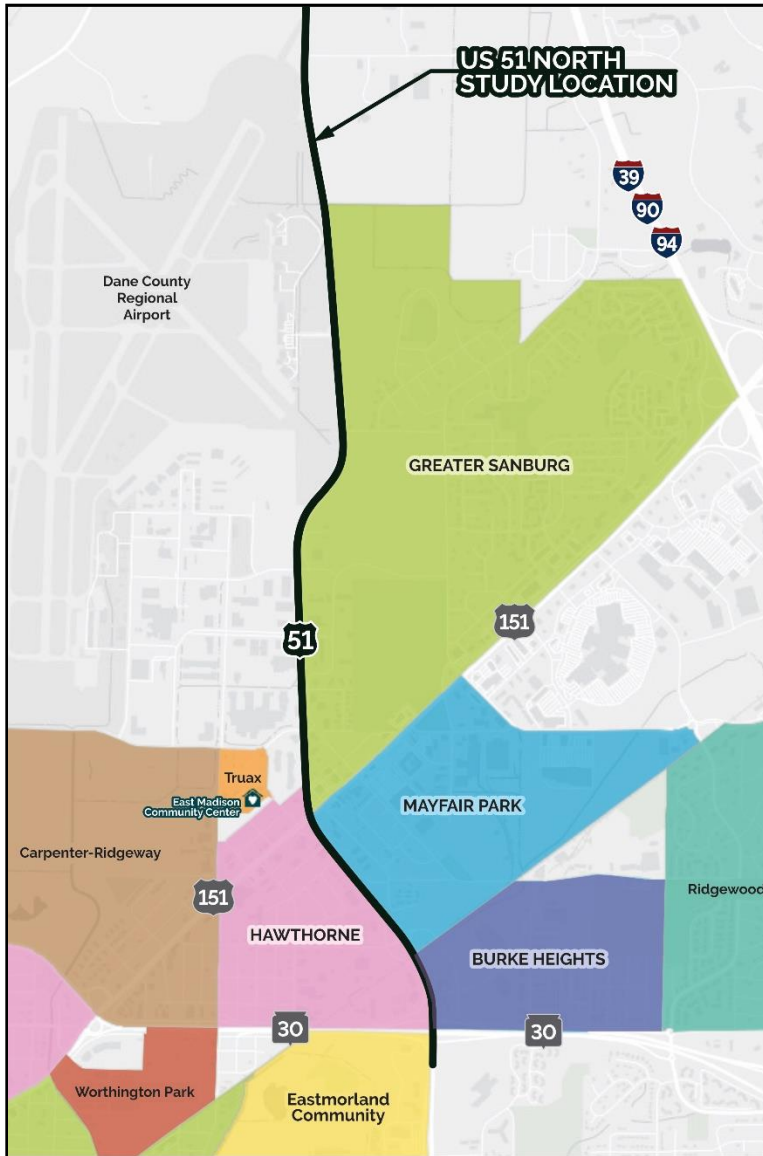 US 51 NORTH
STUDY LOCATION
39
90
94
Dane County
Regional
Airport
GREATER SANBURG
151
51
Truax
East Madison
Community Center
MAYFAIR PARK
Carpenter-Ridgeway
151
Ridgewood
HAWTHORNE
BURKE HEIGHTS
30
30
Worthington Park
Eastmorland
Community